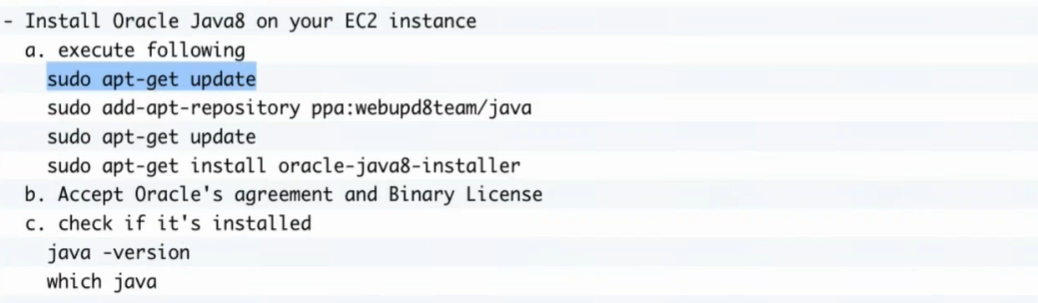 - Install Oracle Java8 on your EC2 instance
a. execute following
sudo apt-get update
sudo add-apt-repository ppa:webupd8team/java
sudo apt-get update
sudo apt-get install oracle-java8-installer
b. Accept Oracle's agreement and Binary License
c. check if it's installed
java -version
which java